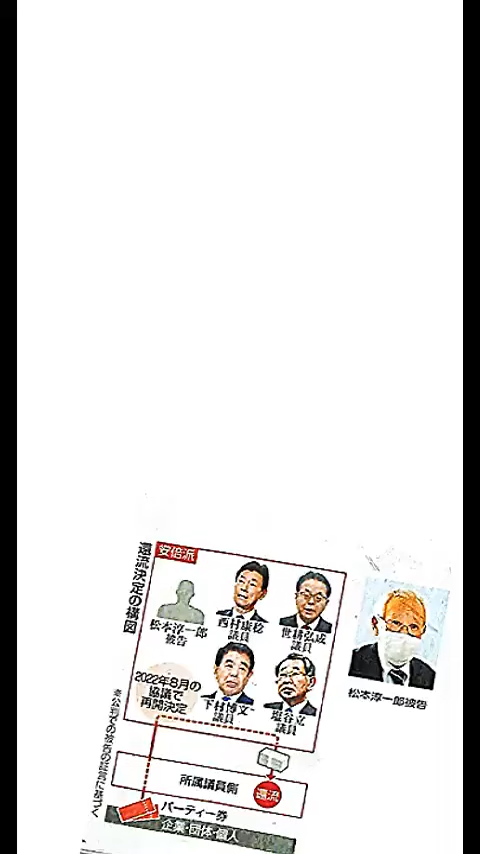 還流決定の構図
安倍派
松本淳一郎
被告
西村康稔
議員
世耕弘成
議員
下村博文
議員
塩谷立
議員
2022年8月の
協議で
再開決定
所属議員側
還流
パーティー券
企業・団体・個人
※公判での被告の証言に基づく
松本淳一郎被告